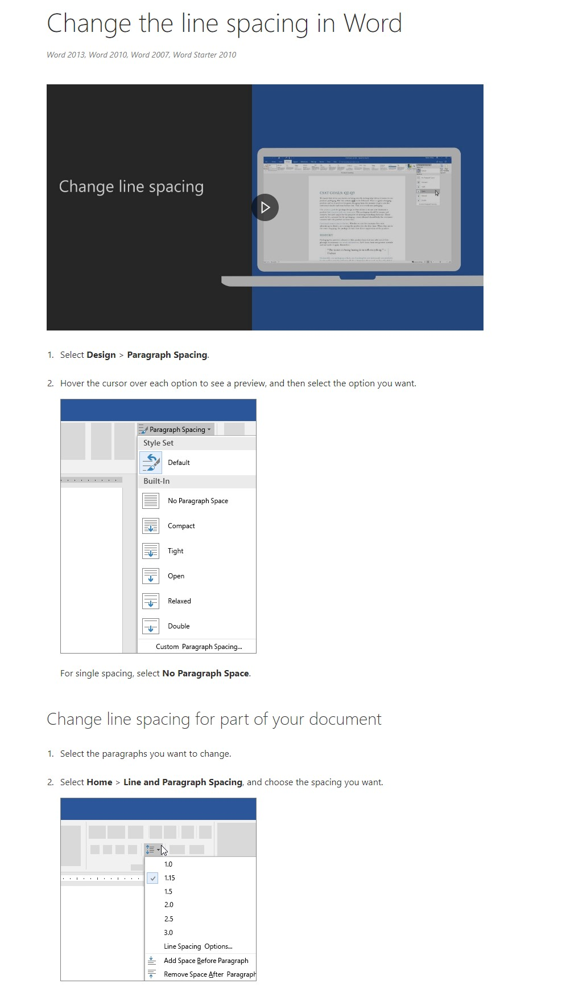 Change the line spacing in Word
Word 2013, Word 2010, Word 2007, Word Starter 2010
Change line spacing
CSAT GOALS: Q2-Q3
HISTORY
1. Select Design > Paragraph Spacing.
2. Hover the cursor over each option to see a preview, and then select the option you want.
Paragraph Spacing
Style Set
Default
Built-In
No Paragraph Space
Compact
Tight
Open
Relaxed
Double
Custom Paragraph Spacing...
For single spacing, select No Paragraph Space.
Change line spacing for part of your document
1. Select the paragraphs you want to change.
2. Select Home > Line and Paragraph Spacing, and choose the spacing you want.
1.0
1.15
1.5
2.0
2.5
3.0
Line Spacing Options...
Add Space Before Paragraph
Remove Space After Paragraph